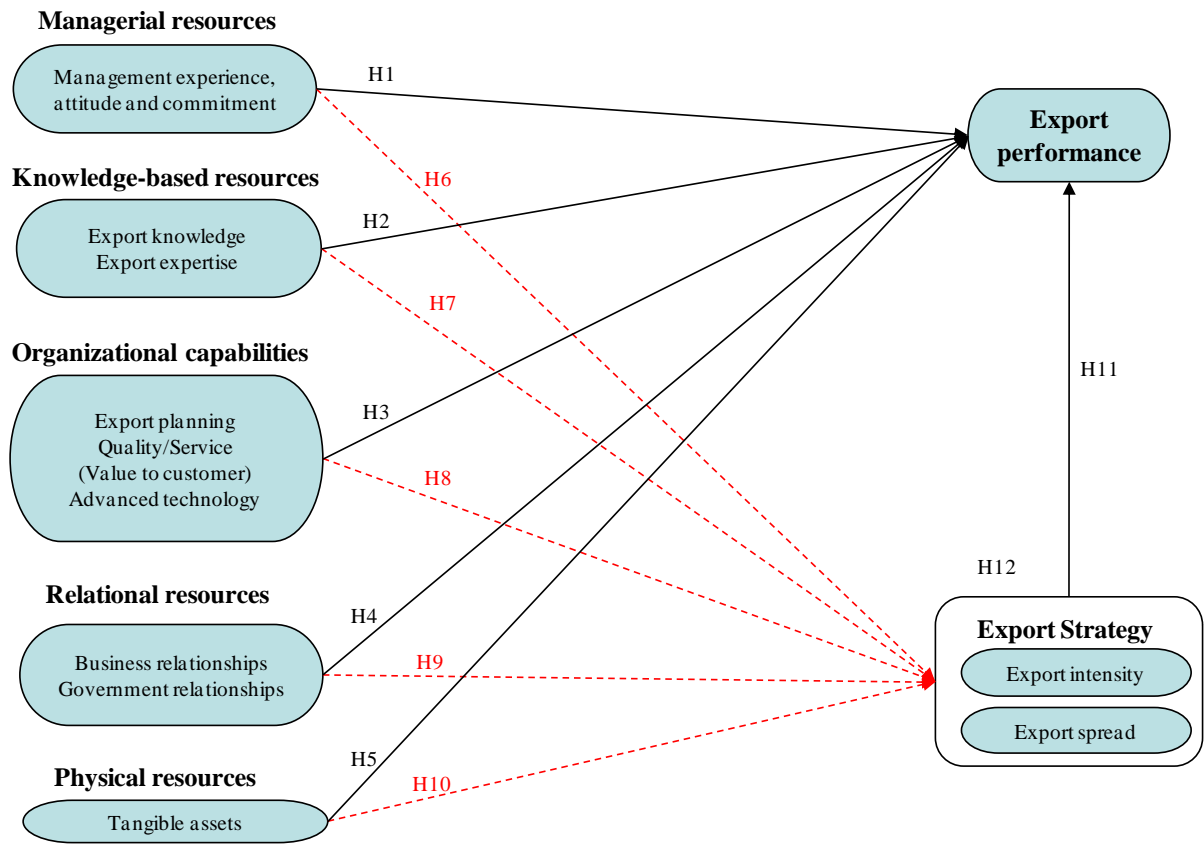 Managerial resources
Management experience,
attitude and commitment
H1
Export
performance
Knowledge-based resources
H6
Export knowledge
Export expertise
H2
H7
Organizational capabilities
Export planning
Quality/Service
(Value to customer)
Advanced technology
H3
H8
H11
Relational resources
H12
Business relationships
Government relationships
H4
H9
Export Strategy
Export intensity
Export spread
Physical resources
Tangible assets
H5
H10